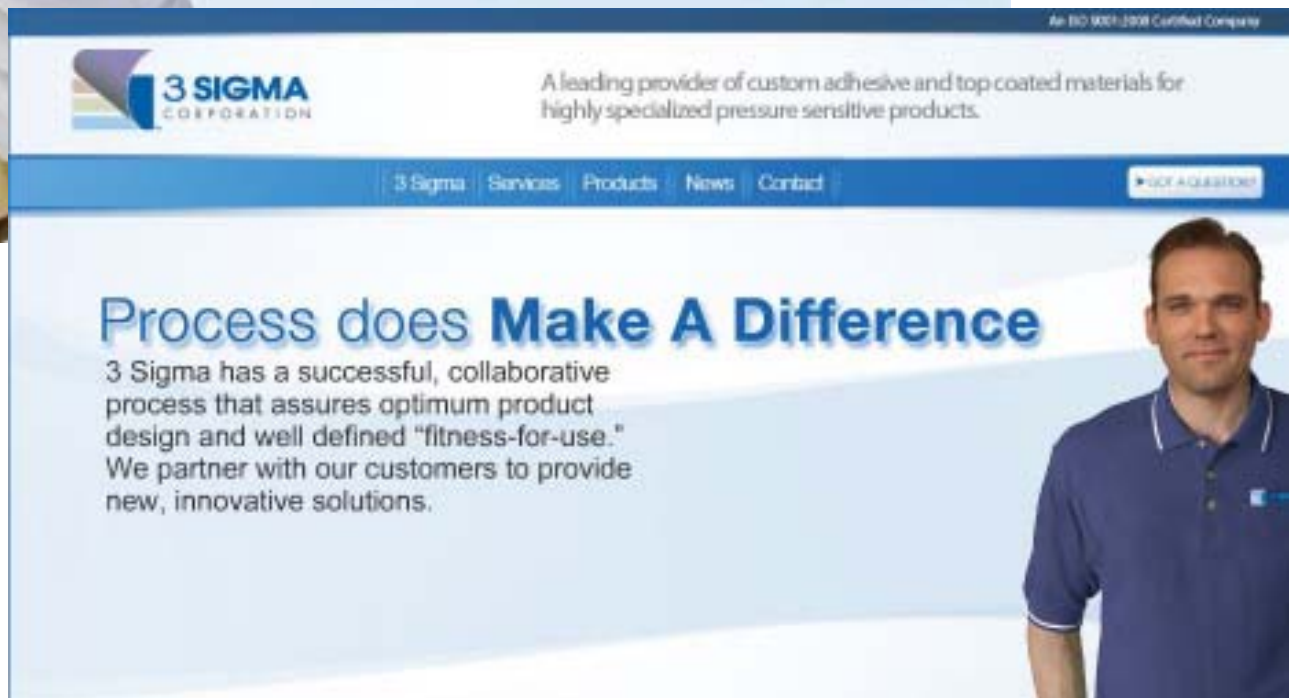 An ISO 9001:2008 Certified Company
3 SIGMA
CORPORATION
A leading provider of custom adhesive and top coated materials for
highly specialized pressure sensitive products.
3 Sigma Services Products News Contact
GOT A QUESTION?
Process does Make A Difference
3 Sigma has a successful, collaborative
process that assures optimum product
design and well defined “fitness-for-use.”
We partner with our customers to provide
new, innovative solutions.